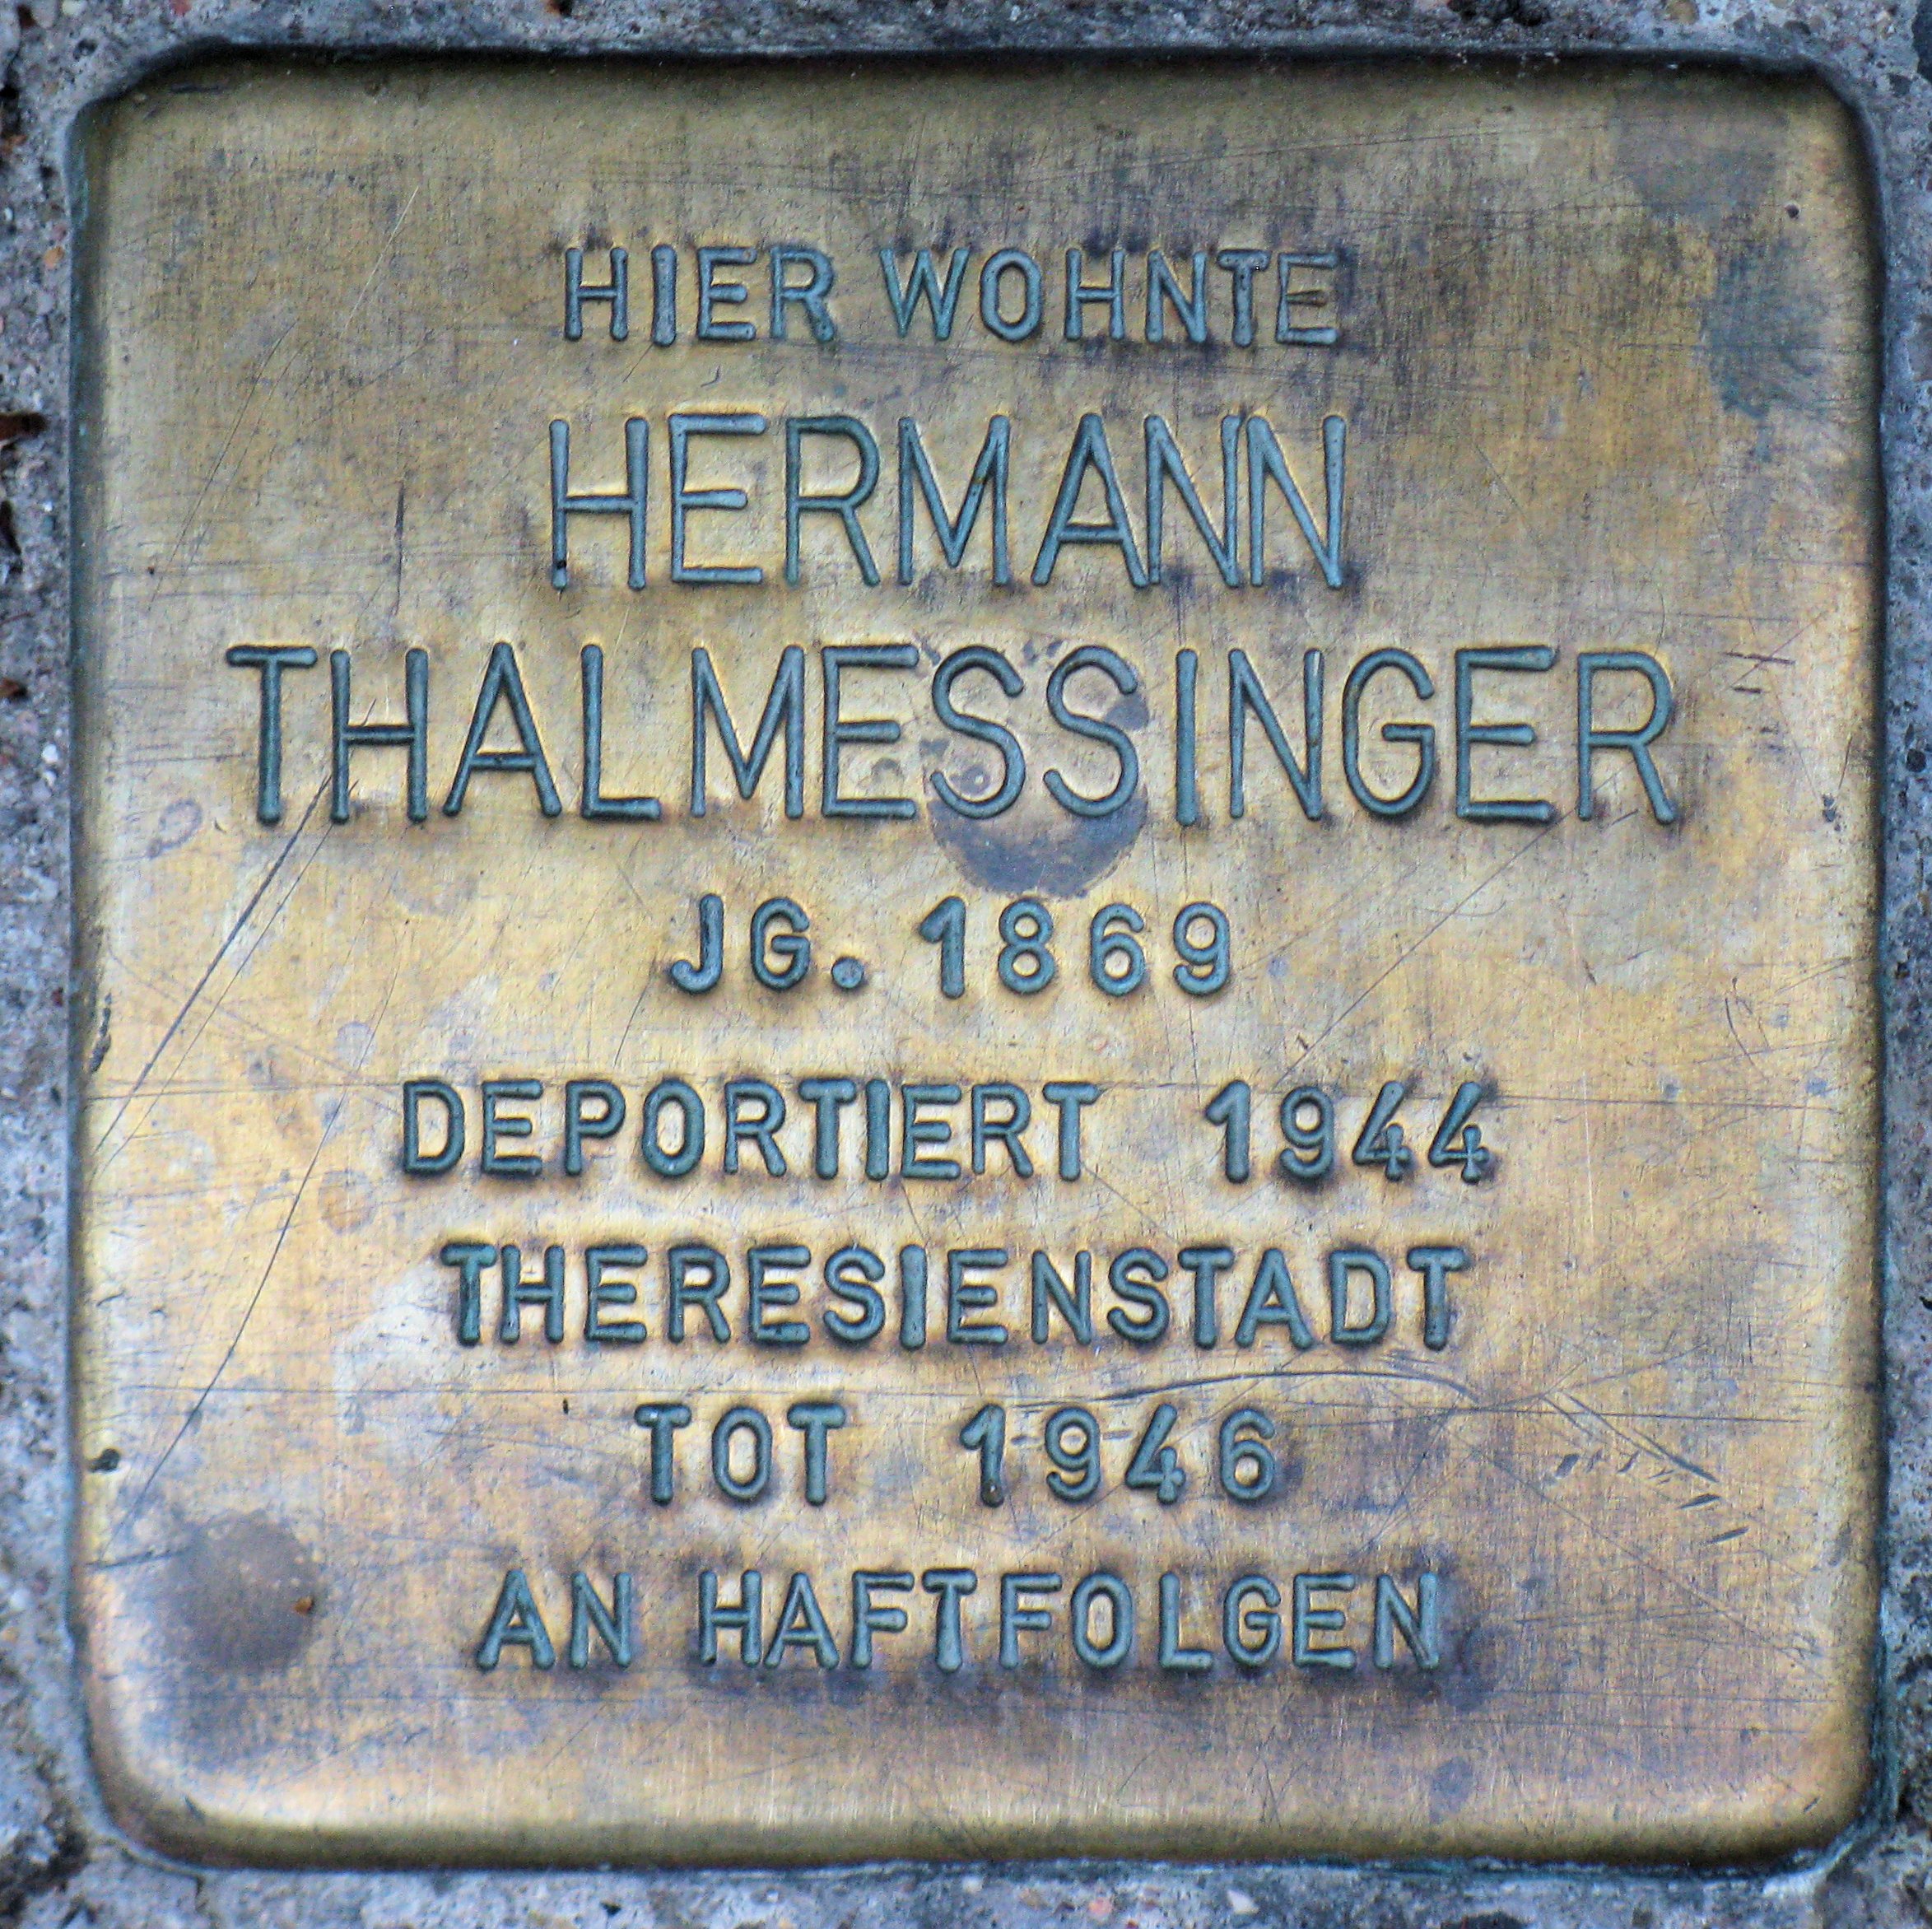 HIER WOHNTE
HERMANN
THALMESSINGER
JG. 1869
DEPORTIERT 1944
THERESIENSTADT
TOT 1946
AN HAFTFOLGEN